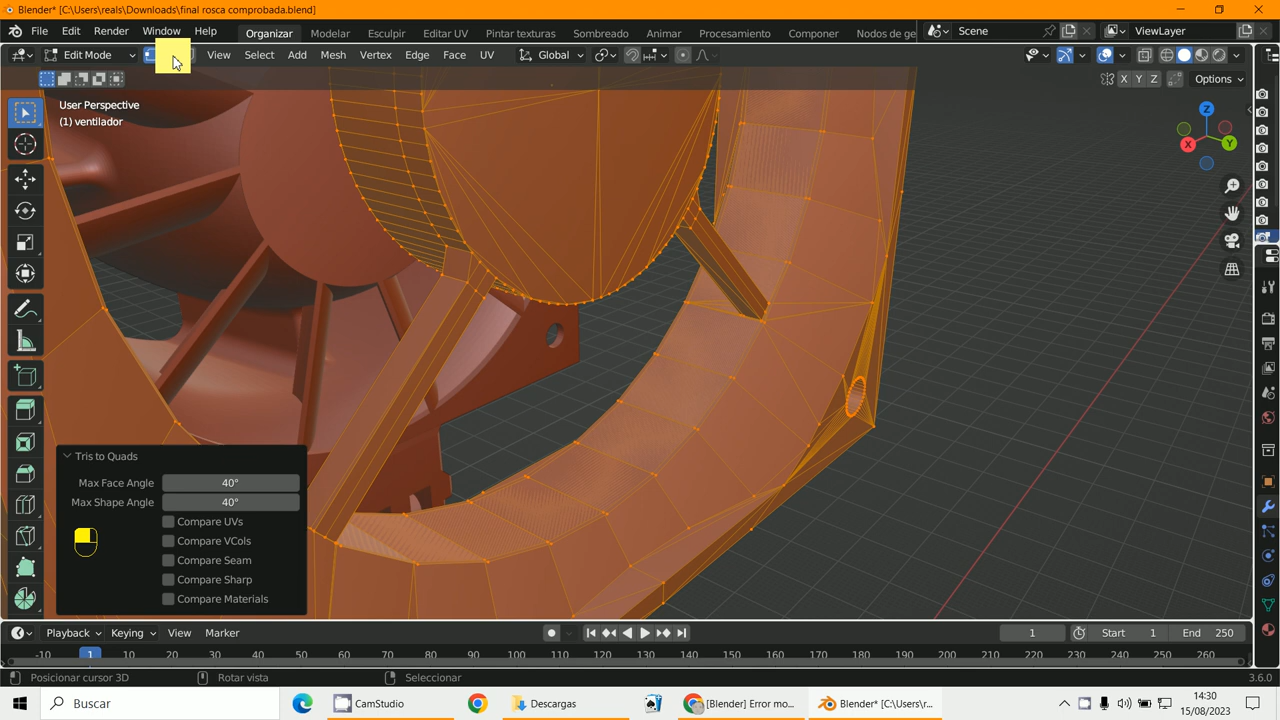 Blender* [C:\Users\reals\Downloads\final rosca comprobada.blend]
File Edit Render Window Help Organizar Modelar Esculpir Editar UV Pintar texturas Sombreado Animar Procesamiento Componer Nodos de ge Scene ViewLayer
Edit Mode View Select Add Mesh Vertex Edge Face UV Global
X Y Z Options
User Perspective
(1) ventilador
Z
X Y
Tris to Quads
Max Face Angle 40°
Max Shape Angle 40°
Compare UVs
Compare VCols
Compare Seam
Compare Sharp
Compare Materials
Playback Keying View Marker 1 Start 1 End 250
-10 1 10 20 30 40 50 60 70 80 90 100 110 120 130 140 150 160 170 180 190 200 210 220 230 240 250 260
Posicionar cursor 3D Rotar vista Seleccionar 3.6.0
Buscar CamStudio Descargas [Blender] Error mo... Blender* [C:\Users\r... 14:30
15/08/2023